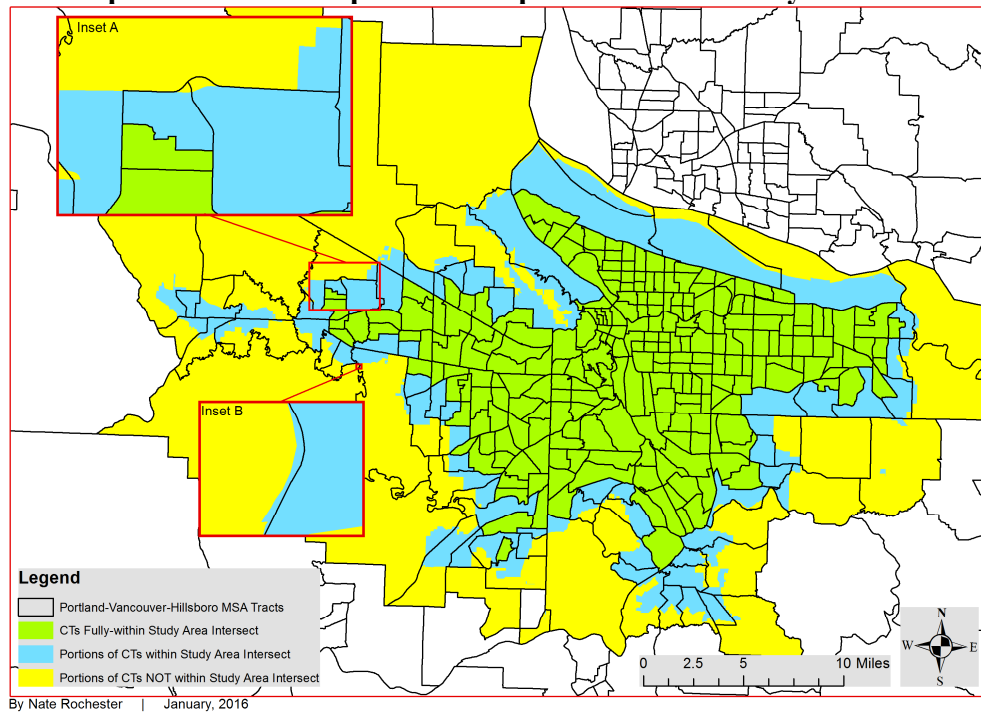 Inset A
Inset B
Legend
Portland-Vancouver-Hillsboro MSA Tracts
CTs Fully-within Study Area Intersect
Portions of CTs within Study Area Intersect
Portions of CTs NOT within Study Area Intersect
0 2.5 5 10 Miles
N
W E
S
By Nate Rochester | January, 2016